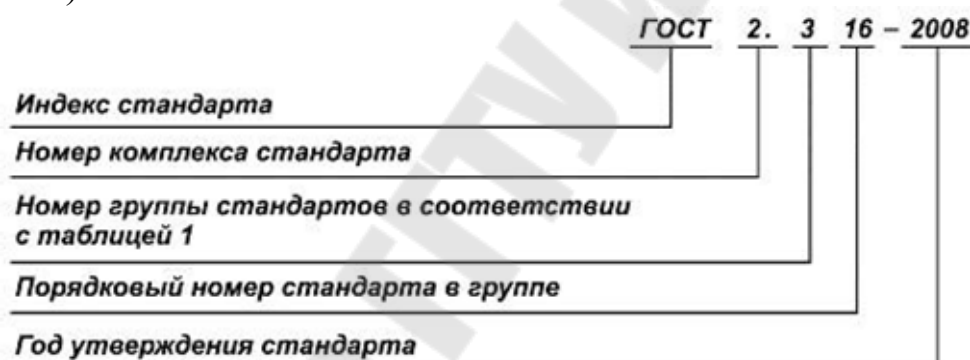 ГОСТ 2. 3 16 – 2008
Индекс стандарта
Номер комплекса стандарта
Номер группы стандартов в соответствии
с таблицей 1
Порядковый номер стандарта в группе
Год утверждения стандарта